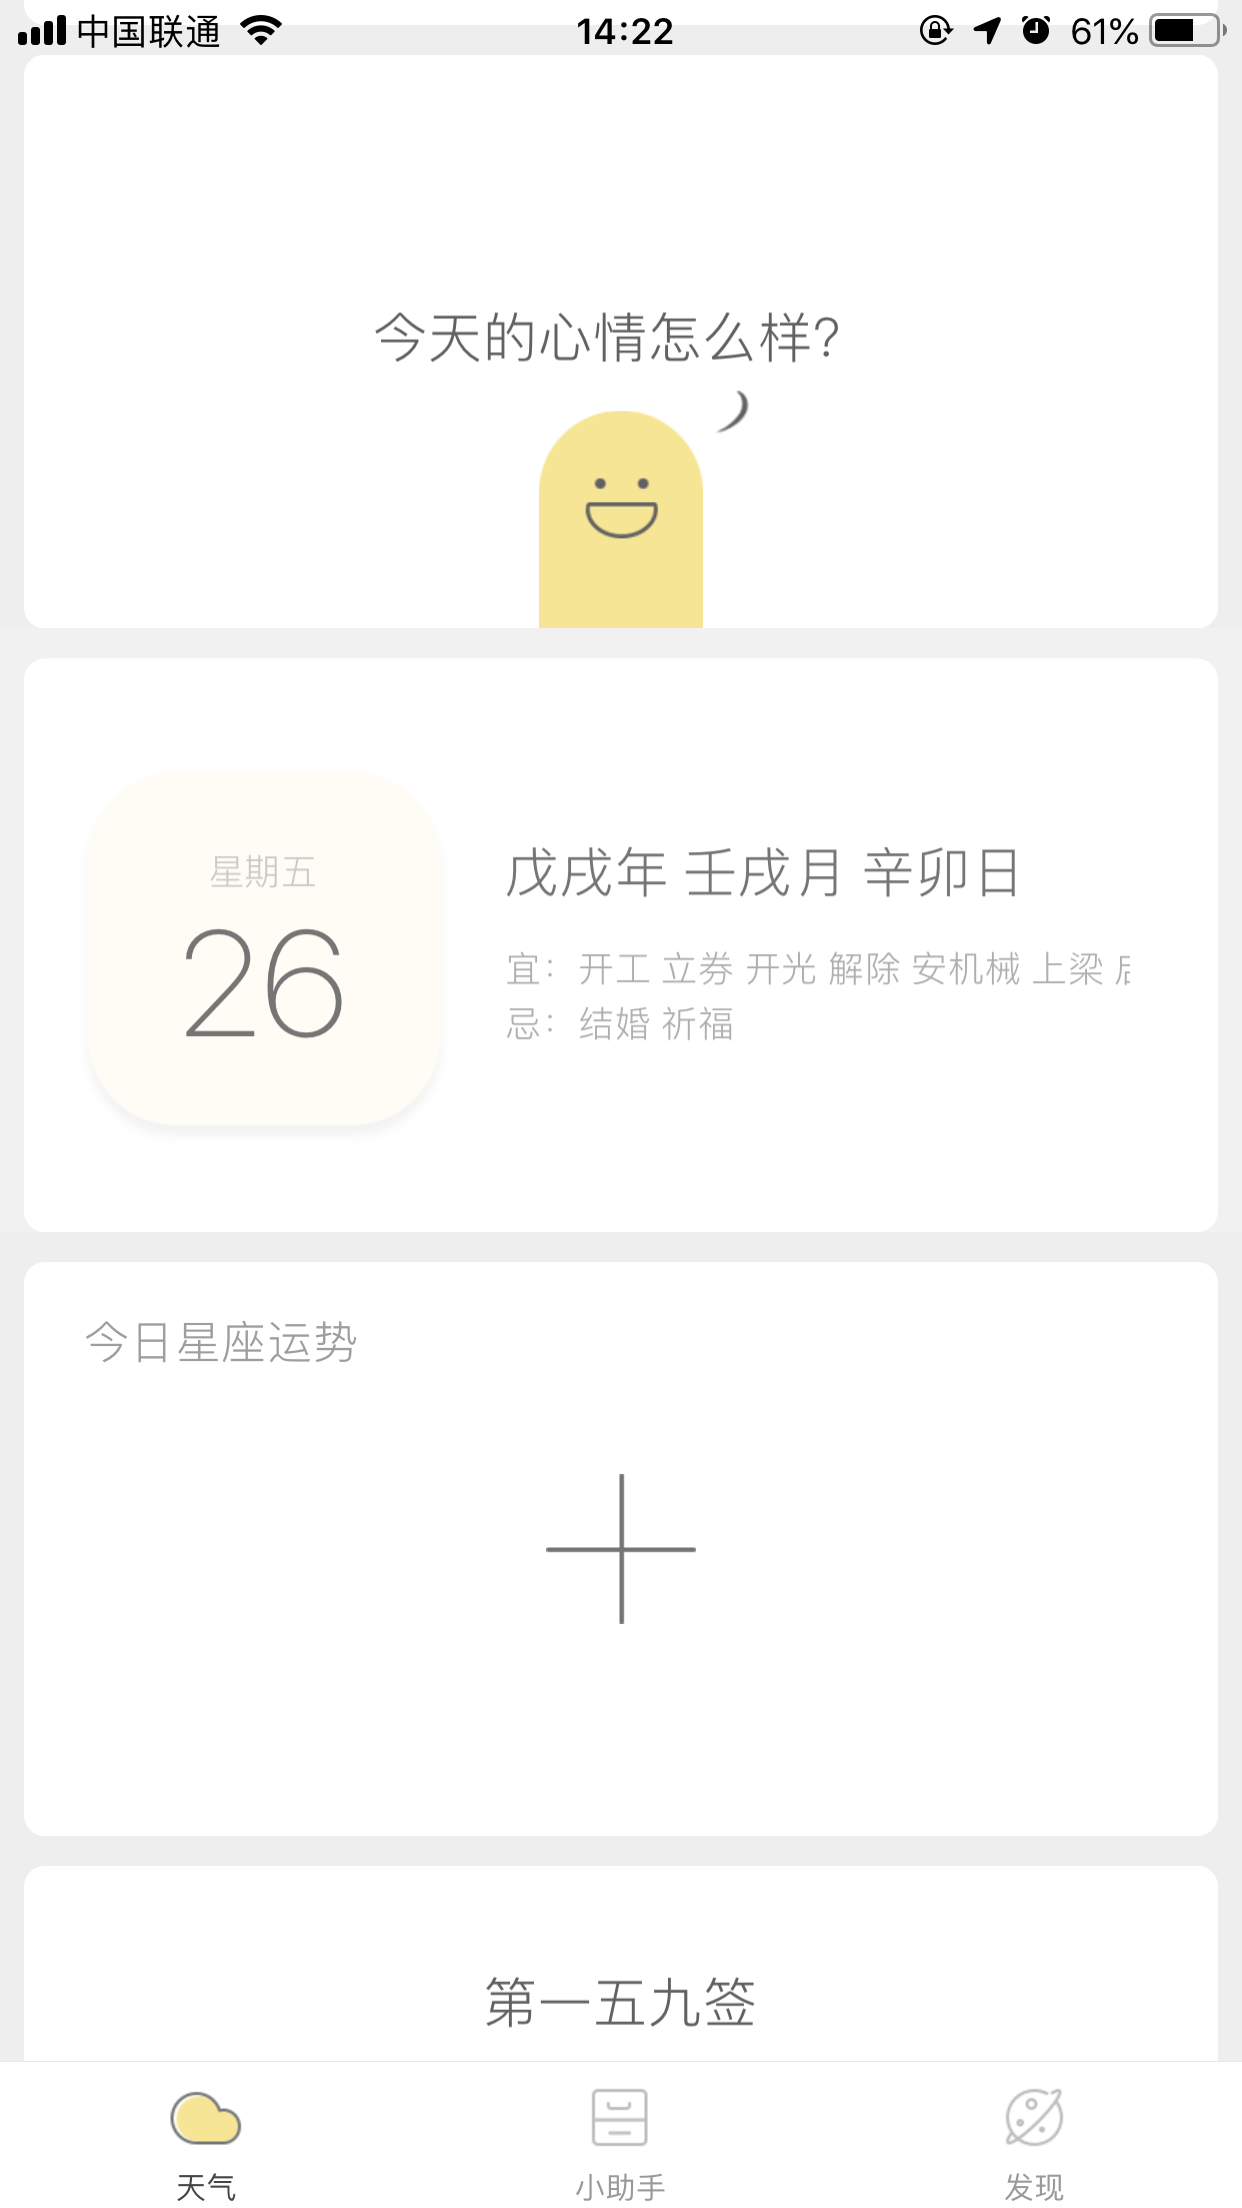 中国联通 14:22 61%
今天的心情怎么样?
星期五
26
戊戌年 壬戌月 辛卯日
宜：开工 立券 开光 解除 安机械 上梁
忌：结婚 祈福
今日星座运势
第一五九签
天气 小助手 发现